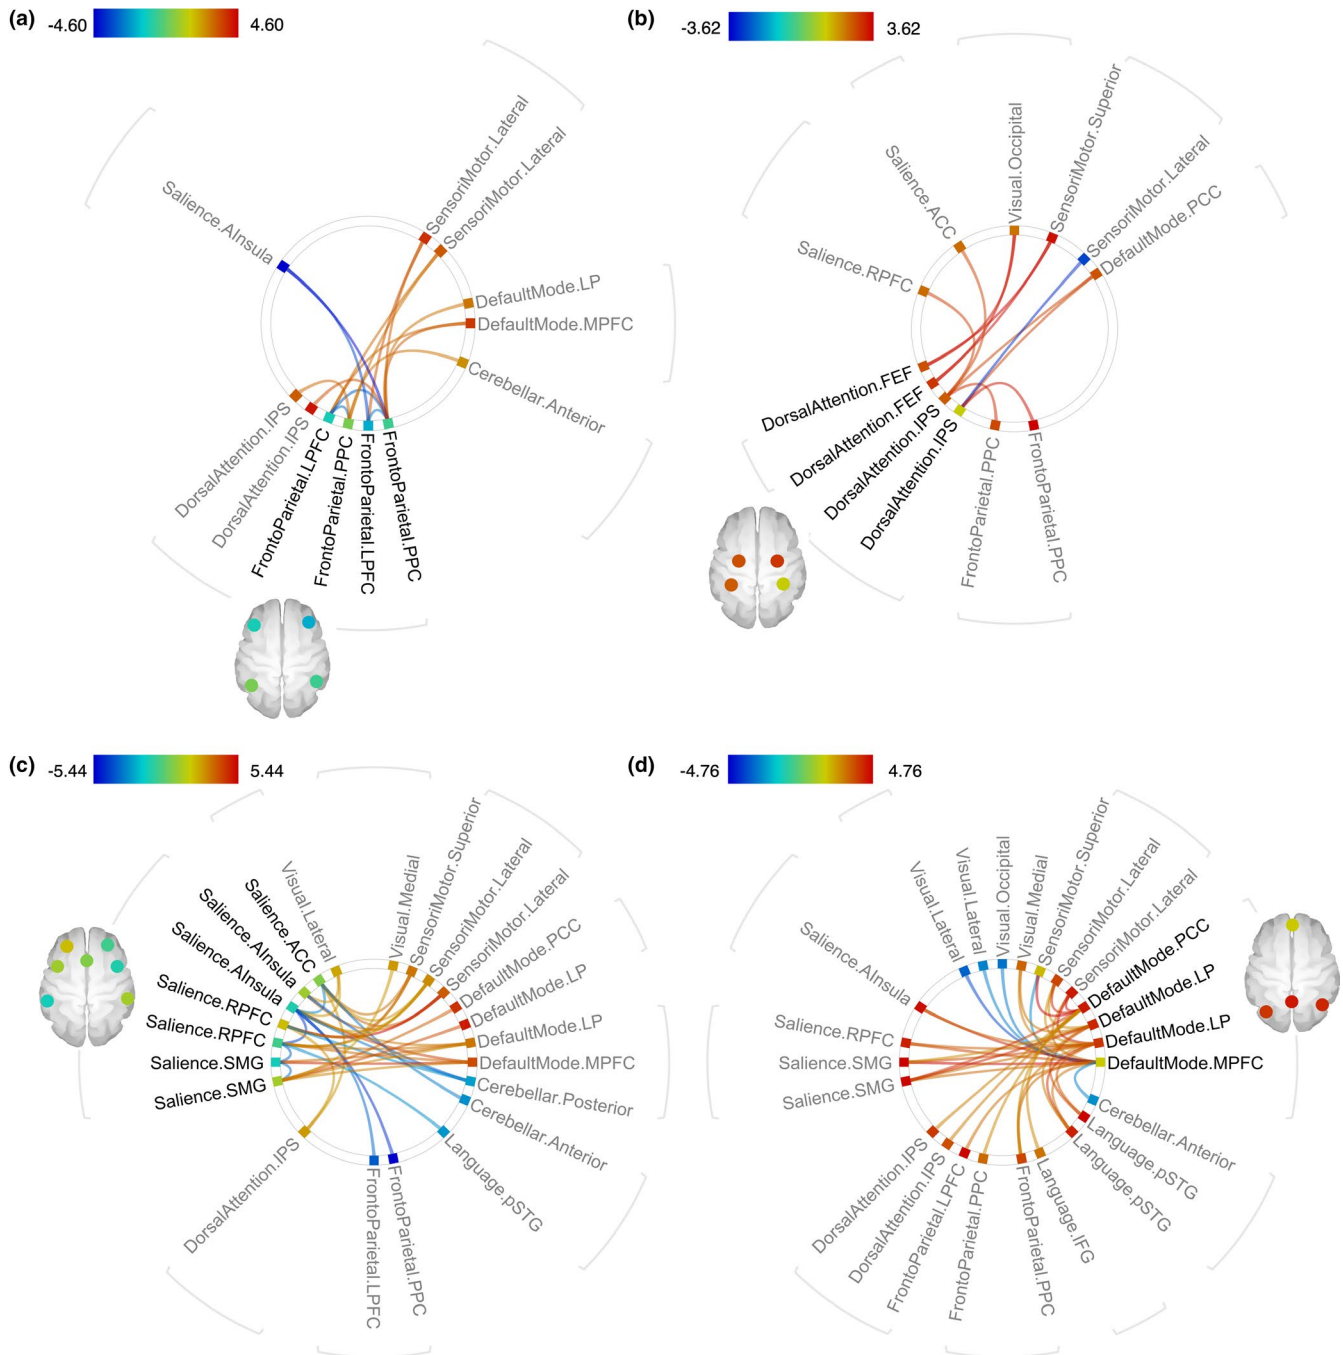 (a)
-4.60
4.60
SensoriMotor.Lateral
SensoriMotor.Lateral
Salience.AInsula
DefaultMode.LP
DefaultMode.MPFC
Cerebellar.Anterior
DorsalAttention.IPS
DorsalAttention.IPS
FrontoParietal.LPFC
FrontoParietal.PPC
FrontoParietal.LPFC
FrontoParietal.PPC
(b)
-3.62
3.62
Salience.RPFC
Salience.ACC
Visual.Occipital
SensoriMotor.Superior
SensoriMotor.Lateral
DefaultMode.PCC
DorsalAttention.FEF
DorsalAttention.FEF
DorsalAttention.IPS
DorsalAttention.IPS
FrontoParietal.PPC
FrontoParietal.PPC
(c)
-5.44
5.44
Visual.Lateral
Visual.Medial
SensoriMotor.Superior
SensoriMotor.Lateral
SensoriMotor.Lateral
DefaultMode.PCC
DefaultMode.LP
DefaultMode.LP
DefaultMode.MPFC
Cerebellar.Posterior
Cerebellar.Anterior
Language.pSTG
FrontoParietal.PPC
FrontoParietal.LPFC
DorsalAttention.IPS
Salience.ACC
Salience.AInsula
Salience.AInsula
Salience.RPFC
Salience.RPFC
Salience.SMG
Salience.SMG
(d)
-4.76
4.76
Visual.Lateral
Visual.Lateral
Visual.Occipital
Visual.Medial
SensoriMotor.Superior
SensoriMotor.Lateral
SensoriMotor.Lateral
DefaultMode.PCC
DefaultMode.LP
DefaultMode.LP
DefaultMode.MPFC
Cerebellar.Anterior
Language.pSTG
Language.pSTG
Language.IFG
FrontoParietal.PPC
FrontoParietal.PPC
FrontoParietal.LPFC
DorsalAttention.IPS
DorsalAttention.IPS
Salience.AInsula
Salience.RPFC
Salience.SMG
Salience.SMG